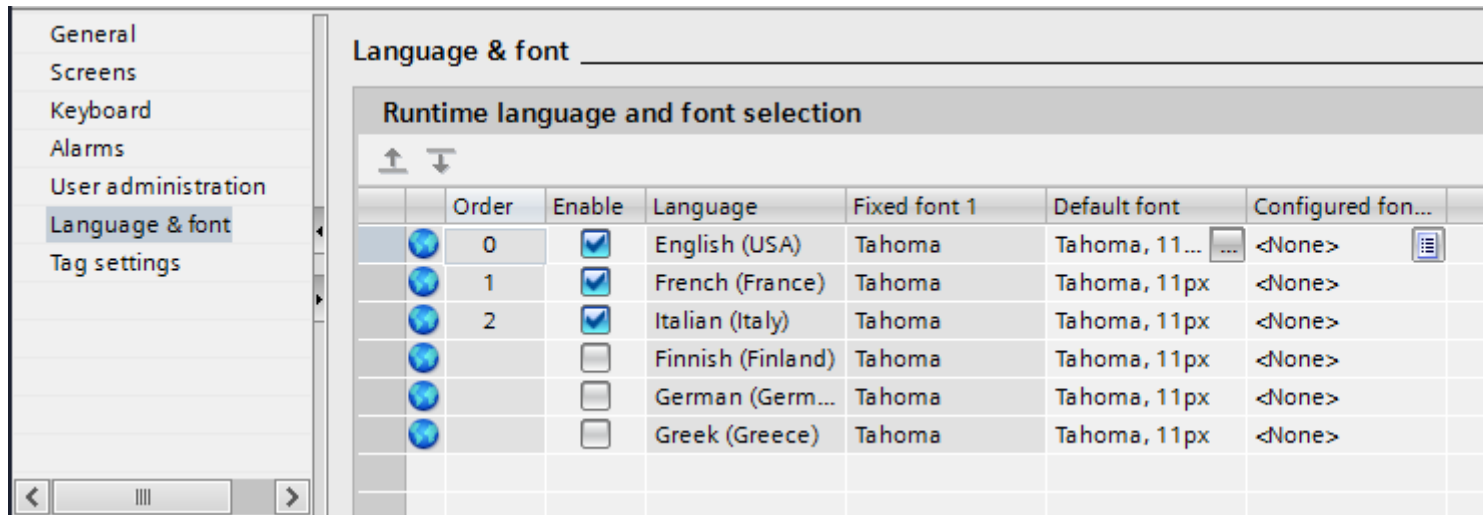 General
Screens
Keyboard
Alarms
User administration
Language & font
Tag settings
Language & font
Runtime language and font selection
Order Enable Language Fixed font 1 Default font Configured fon...
0 English (USA) Tahoma Tahoma, 11... ... <None>
1 French (France) Tahoma Tahoma, 11px <None>
2 Italian (Italy) Tahoma Tahoma, 11px <None>
Finnish (Finland) Tahoma Tahoma, 11px <None>
German (Germ... Tahoma Tahoma, 11px <None>
Greek (Greece) Tahoma Tahoma, 11px <None>